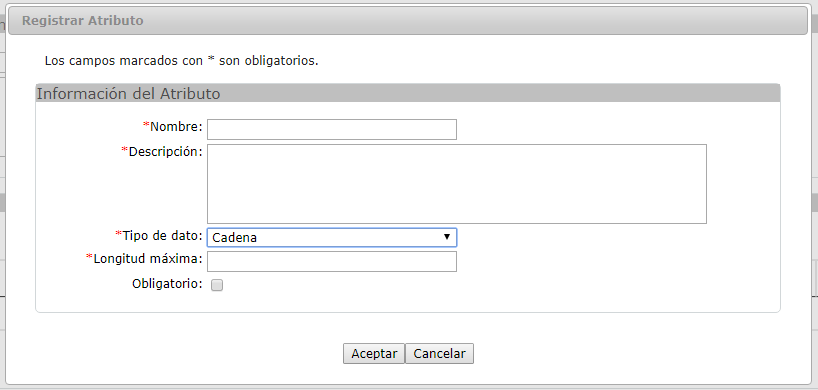 Registrar Atributo
Los campos marcados con * son obligatorios.
Información del Atributo
*Nombre:
*Descripción:
*Tipo de dato: Cadena
*Longitud máxima:
Obligatorio:
Aceptar Cancelar